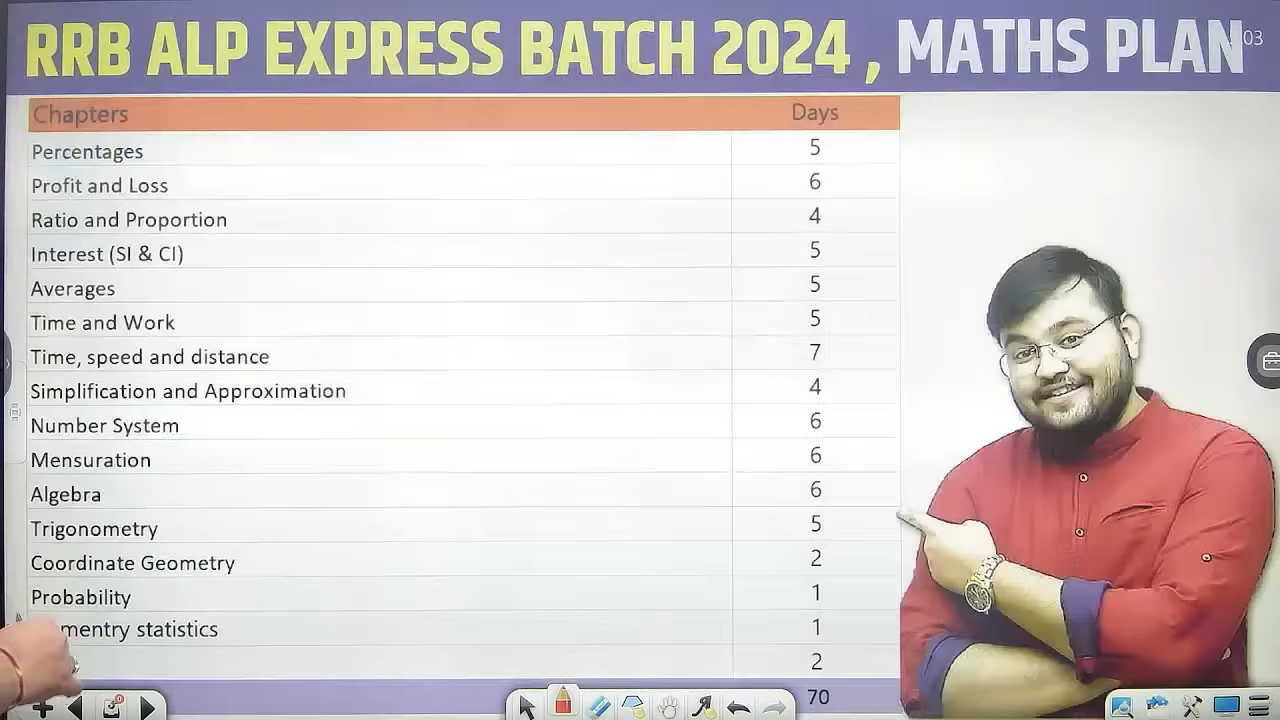 RRB ALP EXPRESS BATCH 2024 , MATHS PLAN
03
Chapters Days
Percentages 5
Profit and Loss 6
Ratio and Proportion 4
Interest (SI & CI) 5
Averages 5
Time and Work 5
Time, speed and distance 7
Simplification and Approximation 4
Number System 6
Mensuration 6
Algebra 6
Trigonometry 5
Coordinate Geometry 2
Probability 1
mentry statistics 1
2
70